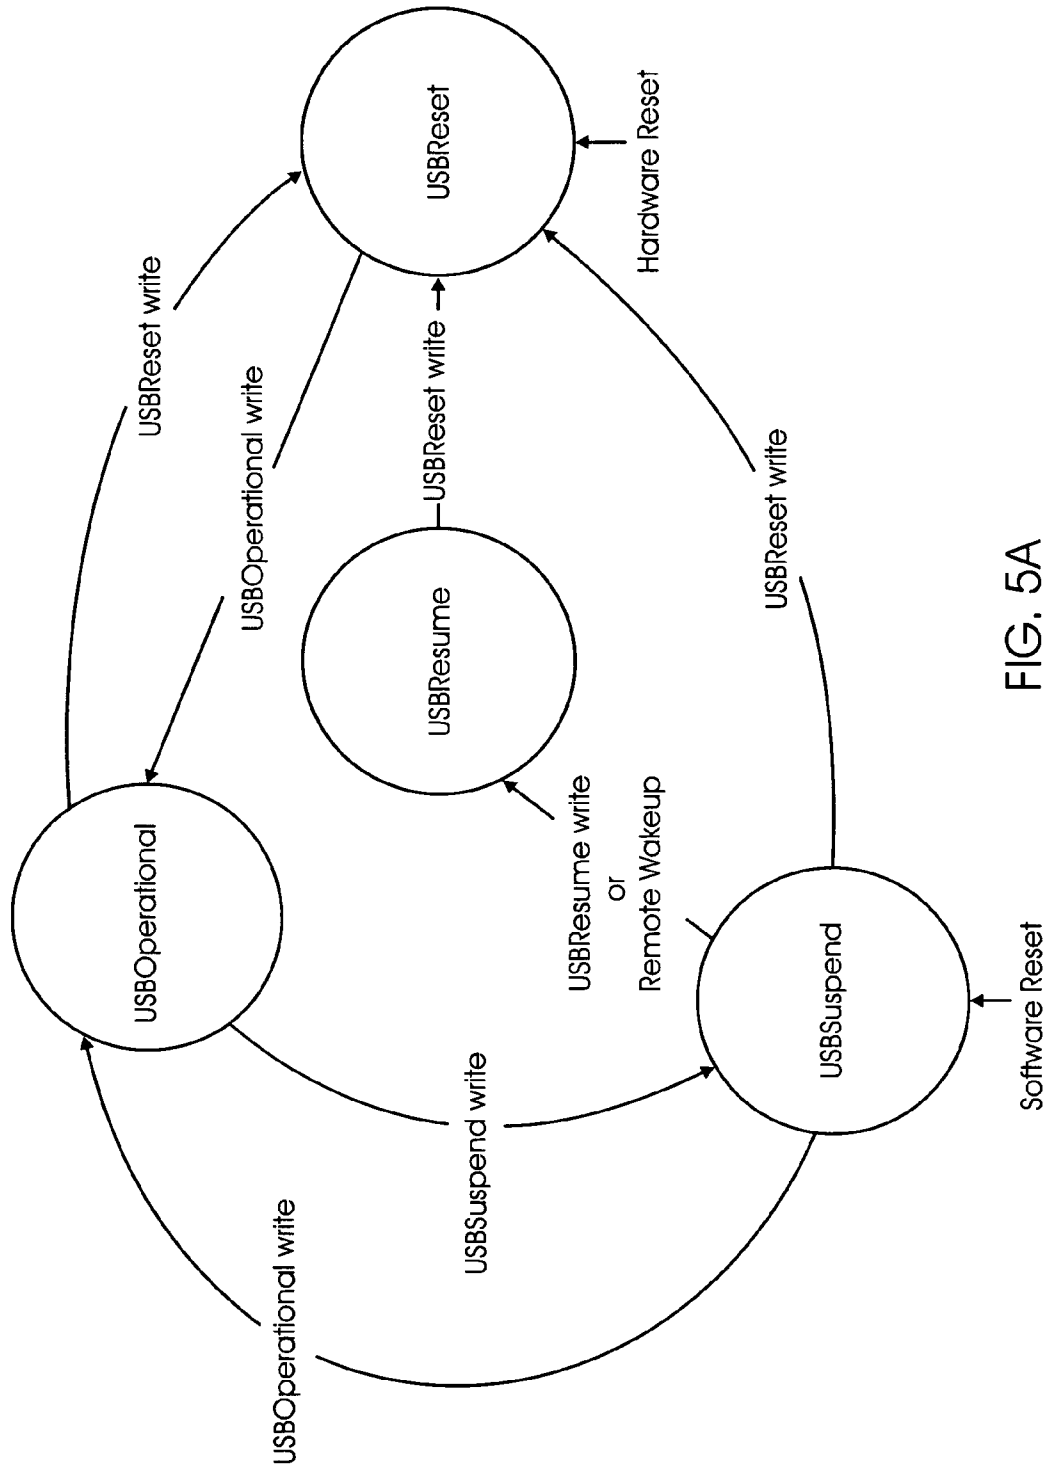 USBOperational
USBReset write
USBOperational write
USBOperational write
USBResume
USBReset write
USBReset
USBSuspend write
USBResume write
or
Remote Wakeup
Hardware Reset
USBReset write
USBSuspend
Software Reset
FIG. 5A